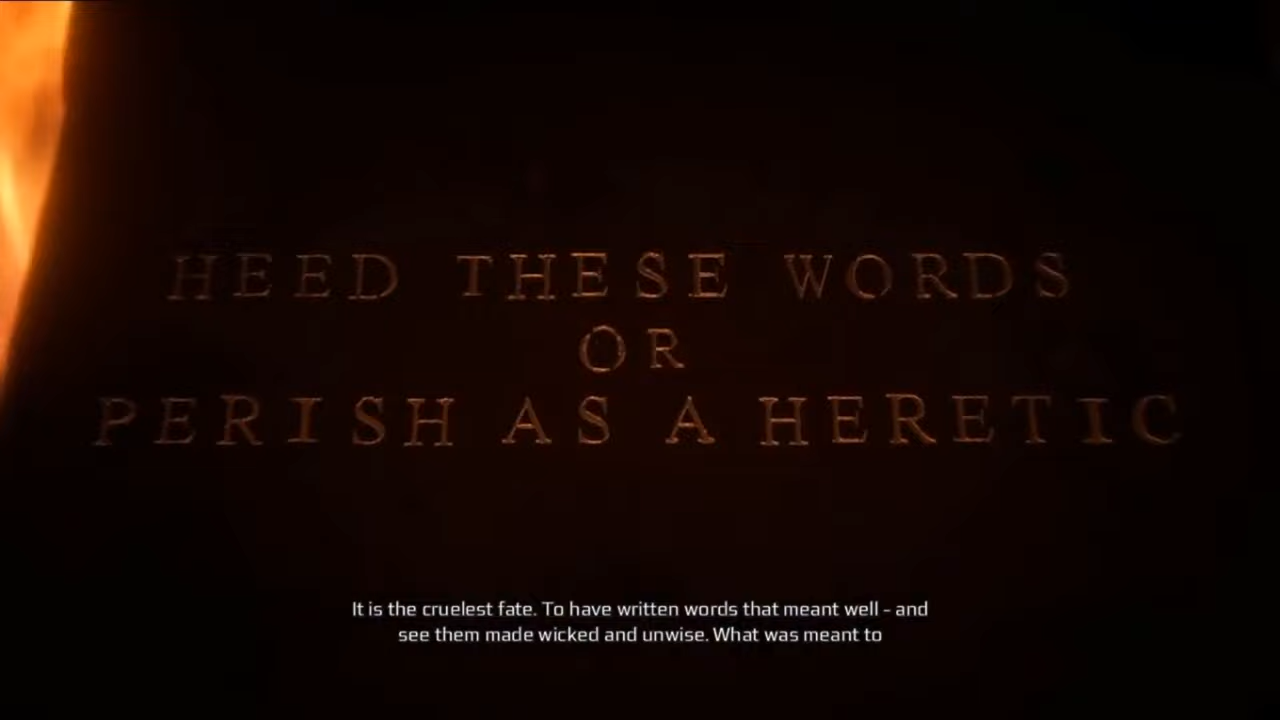 HEED THESE WORDS
OR
PERISH AS A HERETIC
It is the cruelest fate. To have written words that meant well - and
see them made wicked and unwise. What was meant to